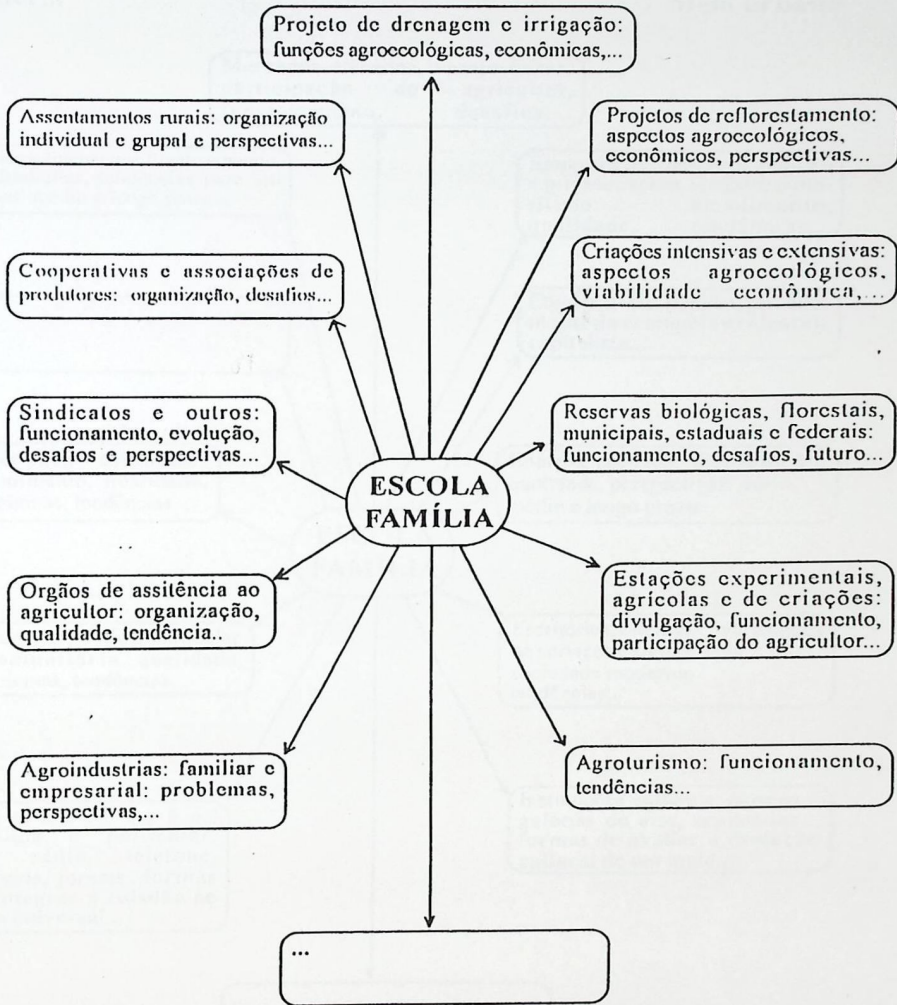 Projeto de drenagem e irrigação:
funções agroecológicas, econômicas,...
Assentamentos rurais: organização
individual e grupal e perspectivas...
Projetos de reflorestamento:
aspectos agroecológicos,
econômicos, perspectivas...
Cooperativas e associações de
produtores: organização, desafios...
Criações intensivas e extensivas:
aspectos agroecológicos,
viabilidade econômica,...
Sindicatos e outros:
funcionamento, evolução,
desafios e perspectivas...
Reservas biológicas, florestais,
municipais, estaduais e federais:
funcionamento, desafios, futuro...
ESCOLA
FAMÍLIA
Orgãos de assitência ao
agricultor: organização,
qualidade, tendência..
Estações experimentais,
agrícolas e de criações:
divulgação, funcionamento,
participação do agricultor...
Agroindustrias: familiar e
empresarial: problemas,
perspectivas,...
Agroturismo: funcionamento,
tendências...
...